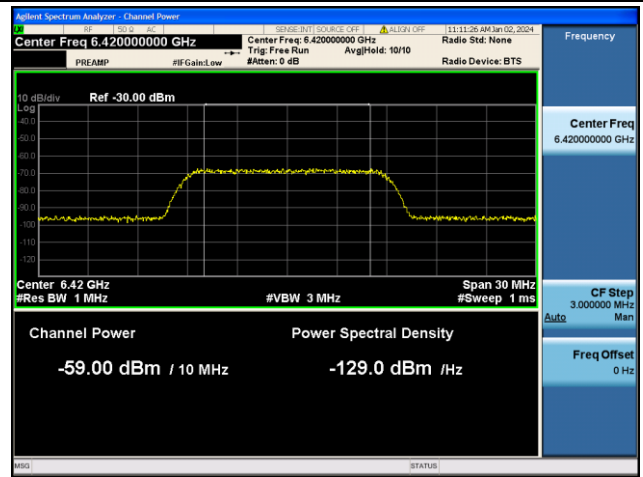 Agilent Spectrum Analyzer - Channel Power
RF 50 Ω AC SENSE:INT SOURCE OFF ALIGN OFF 11:11:26 AM Jan 02, 2024
Center Freq 6.420000000 GHz
Center Freq: 6.420000000 GHz
Radio Std: None
Trig: Free Run Avg|Hold: 10/10
PREAMP #IFGain:Low #Atten: 0 dB Radio Device: BTS
10 dB/div Ref -30.00 dBm
Log
-40.0
-50.0
-60.0
-70.0
-80.0
-90.0
-100
-110
-120
Center 6.42 GHz Span 30 MHz
#Res BW 1 MHz #VBW 3 MHz #Sweep 1 ms
Channel Power Power Spectral Density
-59.00 dBm / 10 MHz -129.0 dBm /Hz
MSG STATUS
Frequency
Center Freq
6.420000000 GHz
CF Step
3.000000 MHz
Auto Man
Freq Offset
0 Hz